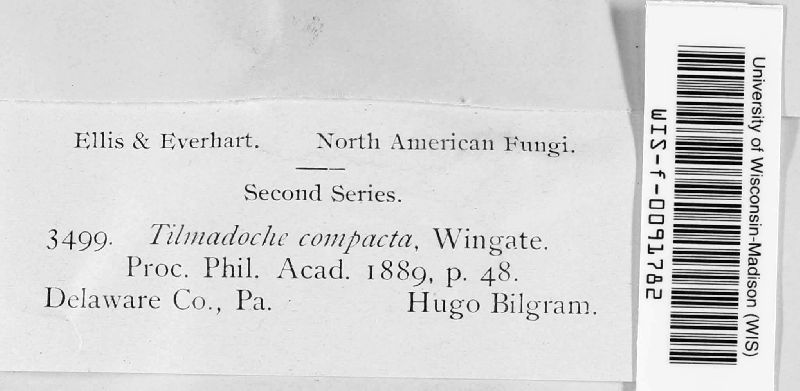 Ellis & Everhart. North American Fungi.
Second Series.
3499. Tilmadoche compacta, Wingate.
Proc. Phil. Acad. 1889, p. 48.
Delaware Co., Pa. Hugo Bilgram.
University of Wisconsin-Madison (WIS)
WIS-f-0091782